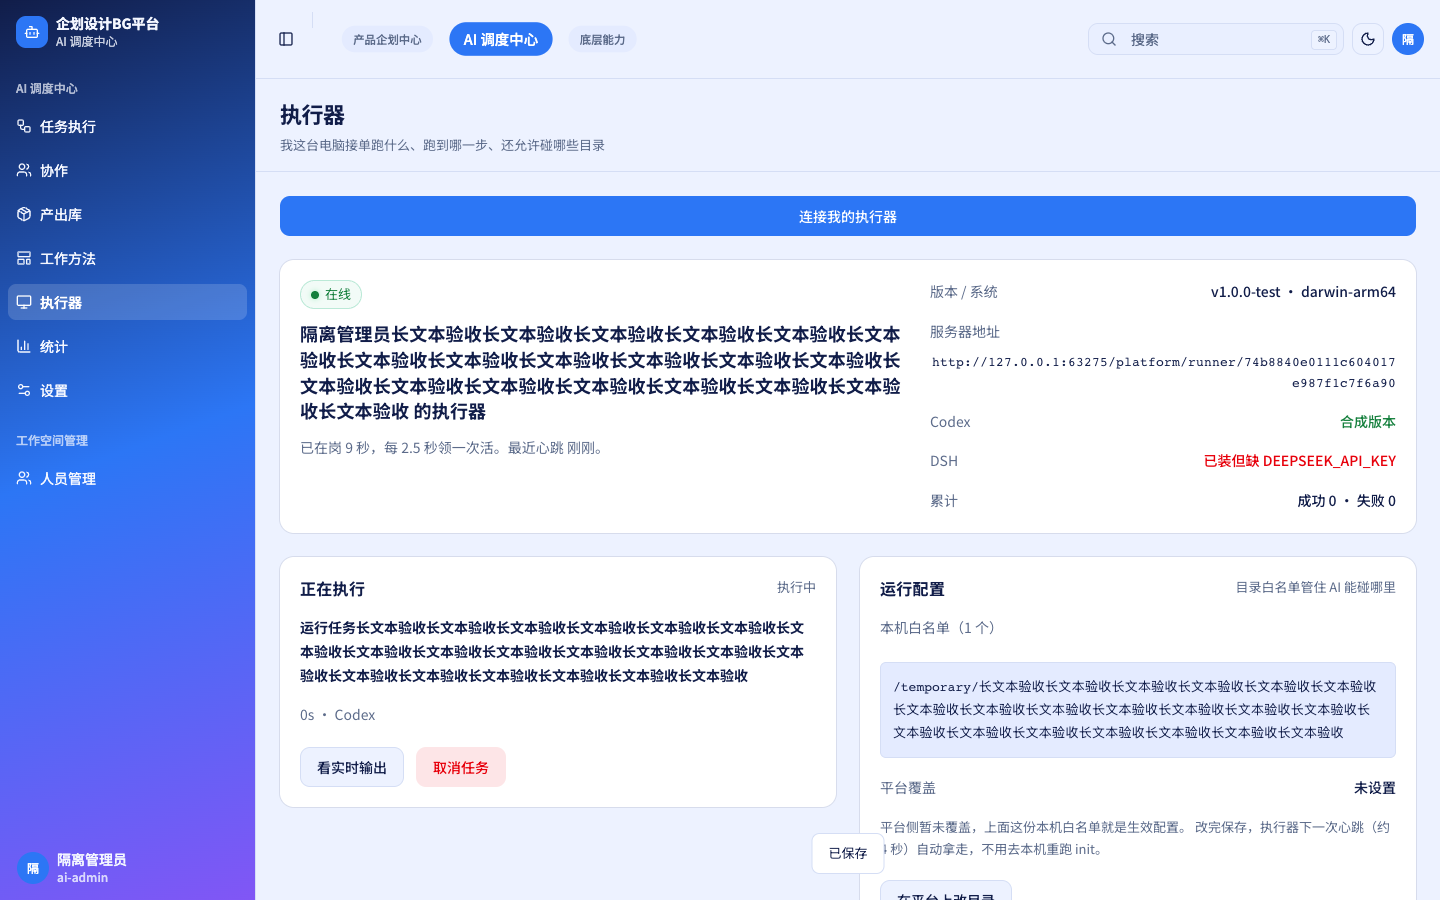 企划设计BG平台
AI 调度中心
AI 调度中心
任务执行
协作
产出库
工作方法
执行器
统计
设置
工作空间管理
人员管理
隔
隔离管理员
ai-admin
产品企划中心
AI 调度中心
底层能力
搜索
⌘K
隔
执行器
我这台电脑接单跑什么、跑到哪一步、还允许碰哪些目录
连接我的执行器
在线
隔离管理员长文本验收长文本验收长文本验收长文本验收长文本验收长文本
验收长文本验收长文本验收长文本验收长文本验收长文本验收长文本验收长
文本验收长文本验收长文本验收长文本验收长文本验收长文本验收长文本验
收长文本验收 的执行器
已在岗 9 秒，每 2.5 秒领一次活。最近心跳 刚刚。
版本 / 系统
v1.0.0-test · darwin-arm64
服务器地址
http://127.0.0.1:63275/platform/runner/74b8840e0111c604017
e987f1c7f6a90
Codex
合成版本
DSH
已装但缺 DEEPSEEK_API_KEY
累计
成功 0 · 失败 0
正在执行
执行中
运行任务长文本验收长文本验收长文本验收长文本验收长文本验收长文本验收长文
本验收长文本验收长文本验收长文本验收长文本验收长文本验收长文本验收长文本
验收长文本验收长文本验收长文本验收长文本验收长文本验收长文本验收
0s · Codex
看实时输出
取消任务
运行配置
目录白名单管住 AI 能碰哪里
本机白名单（1 个）
/temporary/长文本验收长文本验收长文本验收长文本验收长文本验收长文本验收
长文本验收长文本验收长文本验收长文本验收长文本验收长文本验收长文本验收长
文本验收长文本验收长文本验收长文本验收长文本验收长文本验收长文本验收
平台覆盖
未设置
平台侧暂未覆盖，上面这份本机白名单就是生效配置。 改完保存，执行器下一次心跳（约
秒）自动拿走，不用去本机重跑 init。
在平台上改目录
已保存